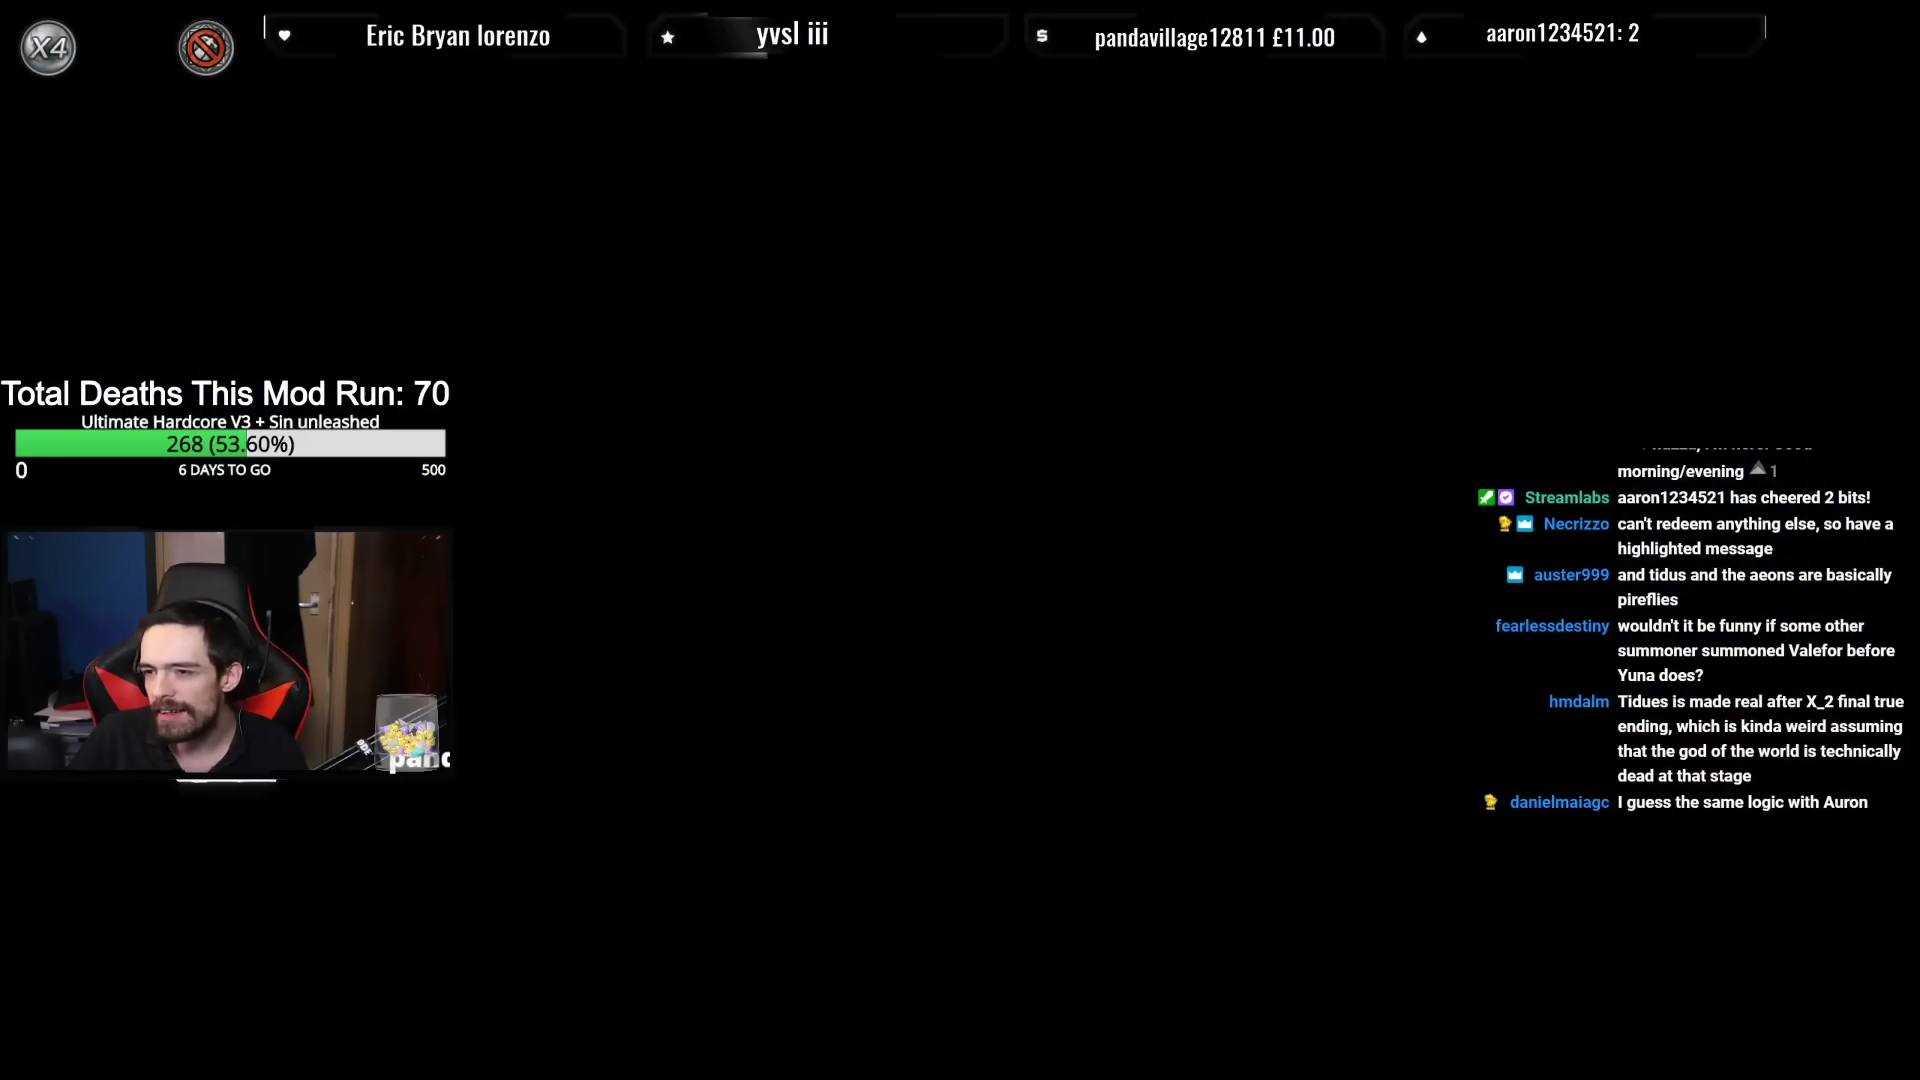 X4
Eric Bryan lorenzo
yvsl iii
pandavillage12811 £11.00
aaron1234521: 2
Total Deaths This Mod Run: 70
Ultimate Hardcore V3 + Sin unleashed
268 (53.60%)
0
6 DAYS TO GO
500
morning/evening 1
Streamlabs aaron1234521 has cheered 2 bits!
Necrizzo can't redeem anything else, so have a
highlighted message
auster999 and tidus and the aeons are basically
pireflies
fearlessdestiny wouldn't it be funny if some other
summoner summoned Valefor before
Yuna does?
hmdalm Tidues is made real after X_2 final true
ending, which is kinda weird assuming
that the god of the world is technically
dead at that stage
danielmaiagc I guess the same logic with Auron